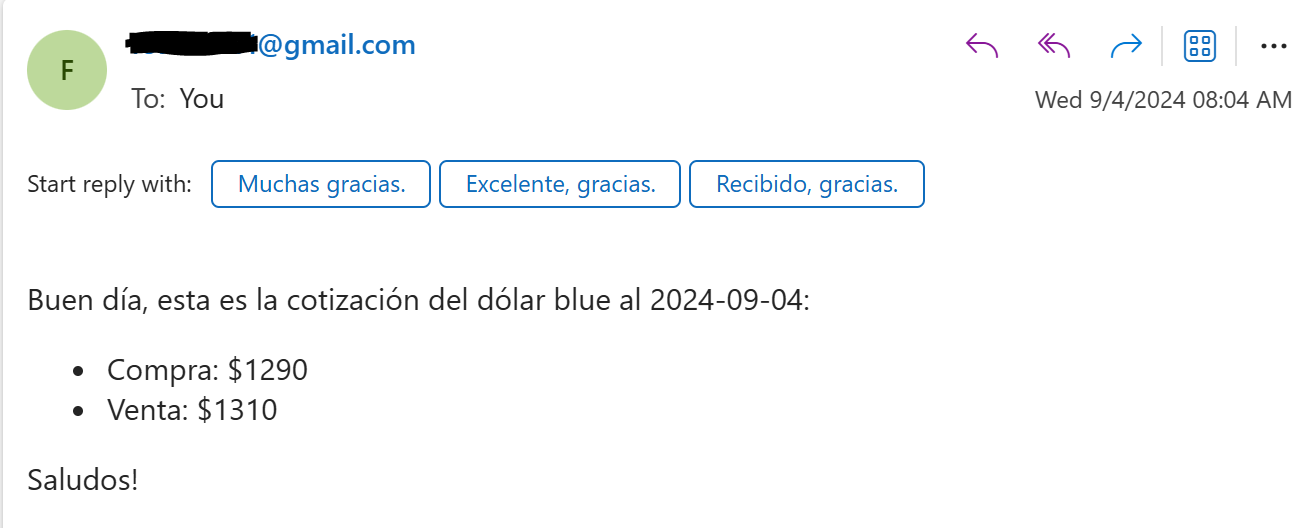 F
@gmail.com
To: You
Wed 9/4/2024 08:04 AM
Start reply with: Muchas gracias. Excelente, gracias. Recibido, gracias.
Buen día, esta es la cotización del dólar blue al 2024-09-04:
• Compra: $1290
• Venta: $1310
Saludos!